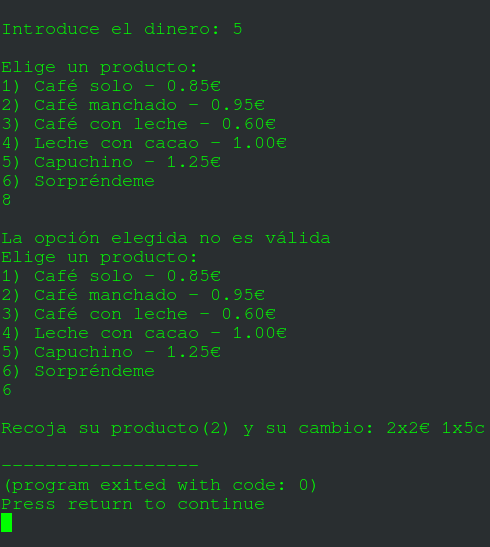 Introduce el dinero: 5
Elige un producto:
1) Café solo - 0.85€
2) Café manchado - 0.95€
3) Café con leche - 0.60€
4) Leche con cacao - 1.00€
5) Capuchino - 1.25€
6) Sorpréndeme
8
La opción elegida no es válida
Elige un producto:
1) Café solo - 0.85€
2) Café manchado - 0.95€
3) Café con leche - 0.60€
4) Leche con cacao - 1.00€
5) Capuchino - 1.25€
6) Sorpréndeme
6
Recoja su producto(2) y su cambio: 2x2€ 1x5c
------------------
(program exited with code: 0)
Press return to continue